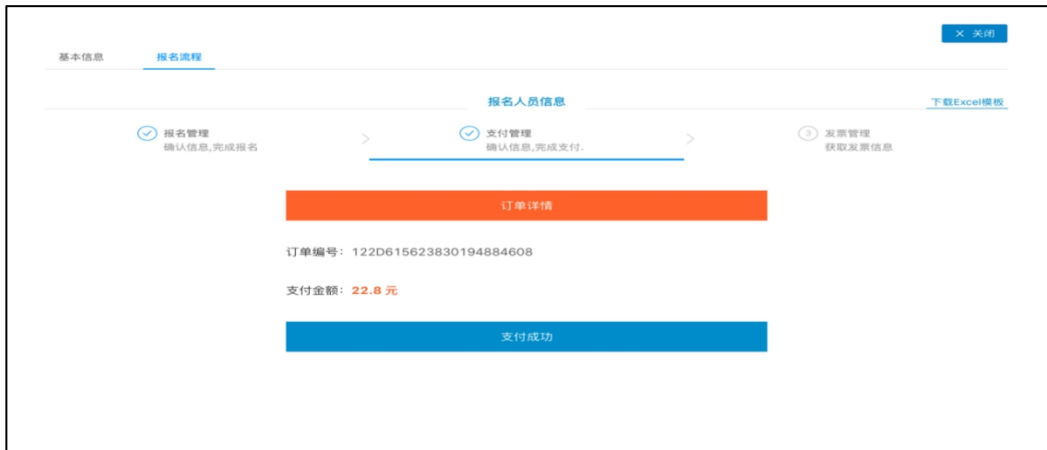 × 关闭
基本信息 报名流程
报名人员信息
下载Excel模板
报名管理 > 支付管理 > 3 发票管理
确认信息,完成报名 确认信息,完成支付. 获取发票信息
订单详情
订单编号：122D615623830194884608
支付金额：22.8 元
支付成功